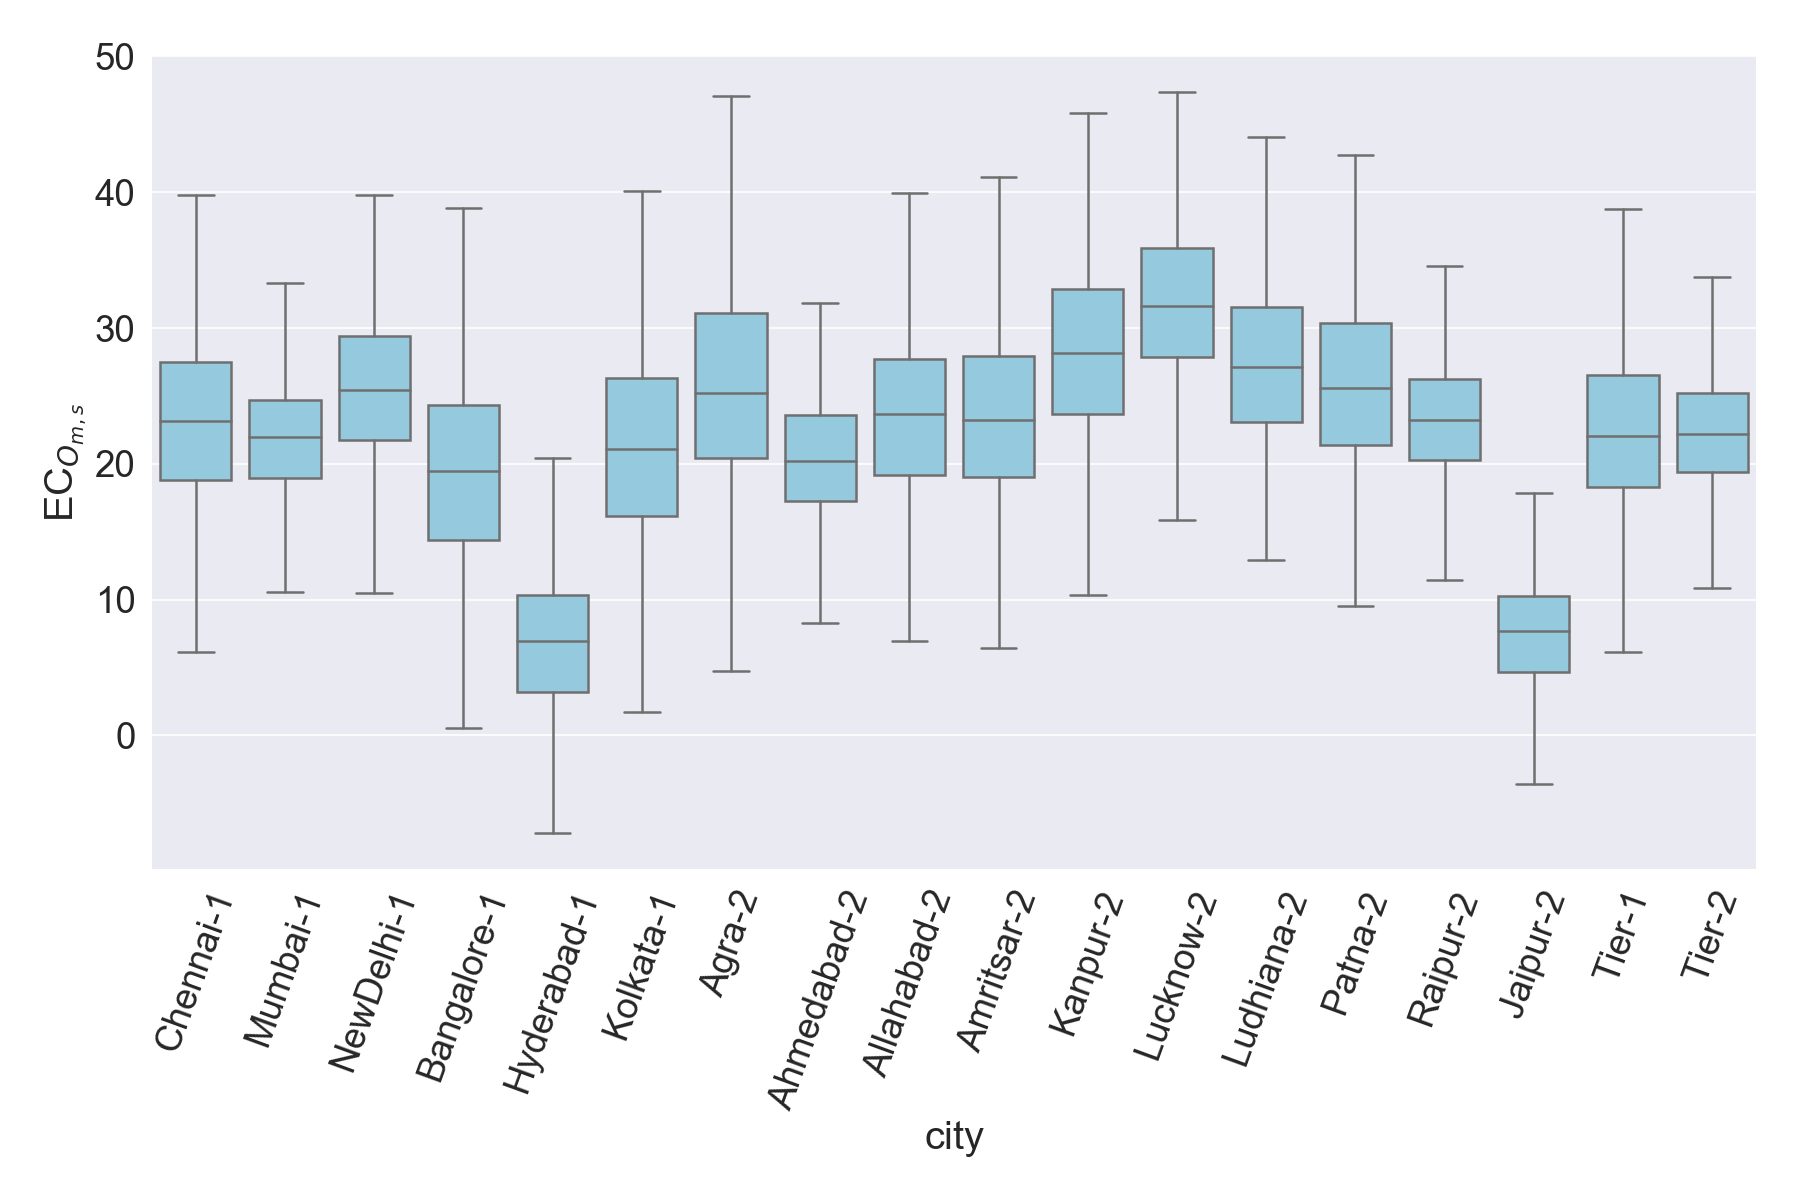 50
40
30
20
10
0
EC_{O_{m,s}}
Chennai-1
Mumbai-1
NewDelhi-1
Bangalore-1
Hyderabad-1
Kolkata-1
Agra-2
Ahmedabad-2
Allahabad-2
Amritsar-2
Kanpur-2
Lucknow-2
Ludhiana-2
Patna-2
Raipur-2
Jaipur-2
Tier-1
Tier-2
city